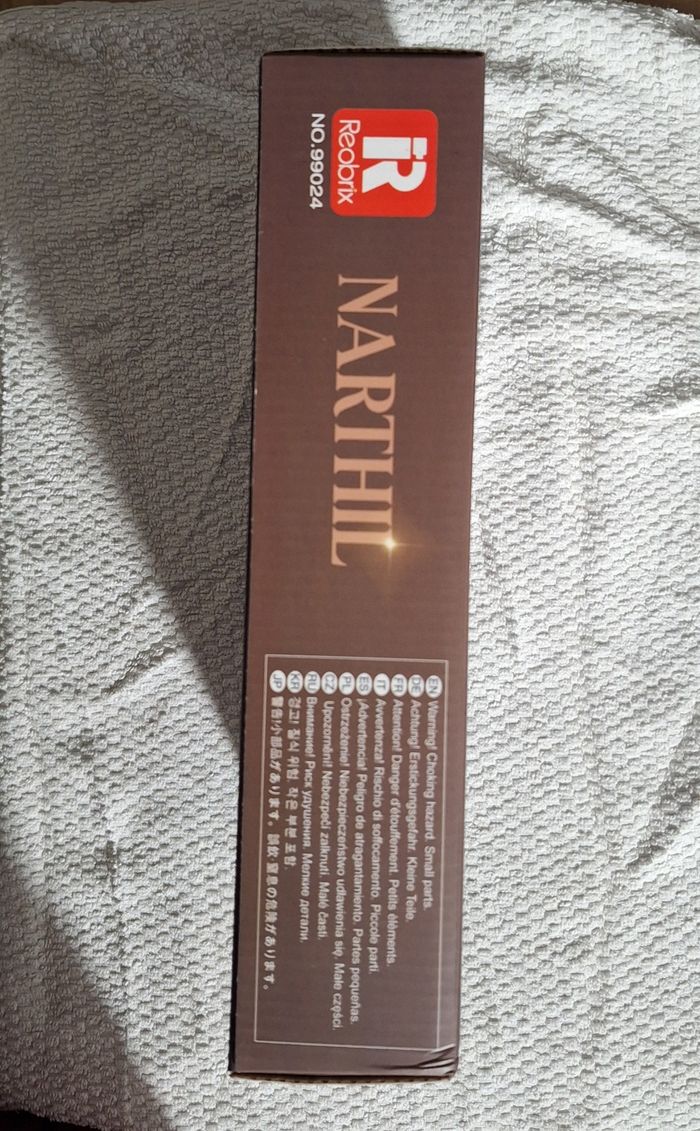 R
Reobrix
NO.99024
NARTHIL
EN Warning! Choking hazard. Small parts.
DE Achtung! Erstickungsgefahr. Kleine Teile.
FR Attention! Danger d'étouffement. Petits éléments.
IT Avvertenza! Rischio di soffocamento. Piccole parti.
ES ¡Advertencia! Peligro de atragantamiento. Partes pequeñas.
PL Ostrzeżenie! Niebezpieczeństwo udławienia się. Małe części.
CZ Upozornění! Nebezpečí zalknutí. Malé části.
RU Внимание! Риск удушения. Мелкие детали.
KR 경고! 질식 위험. 작은 부분 포함.
JP 警告!小部品があります。誤飲 窒息の危険があります。